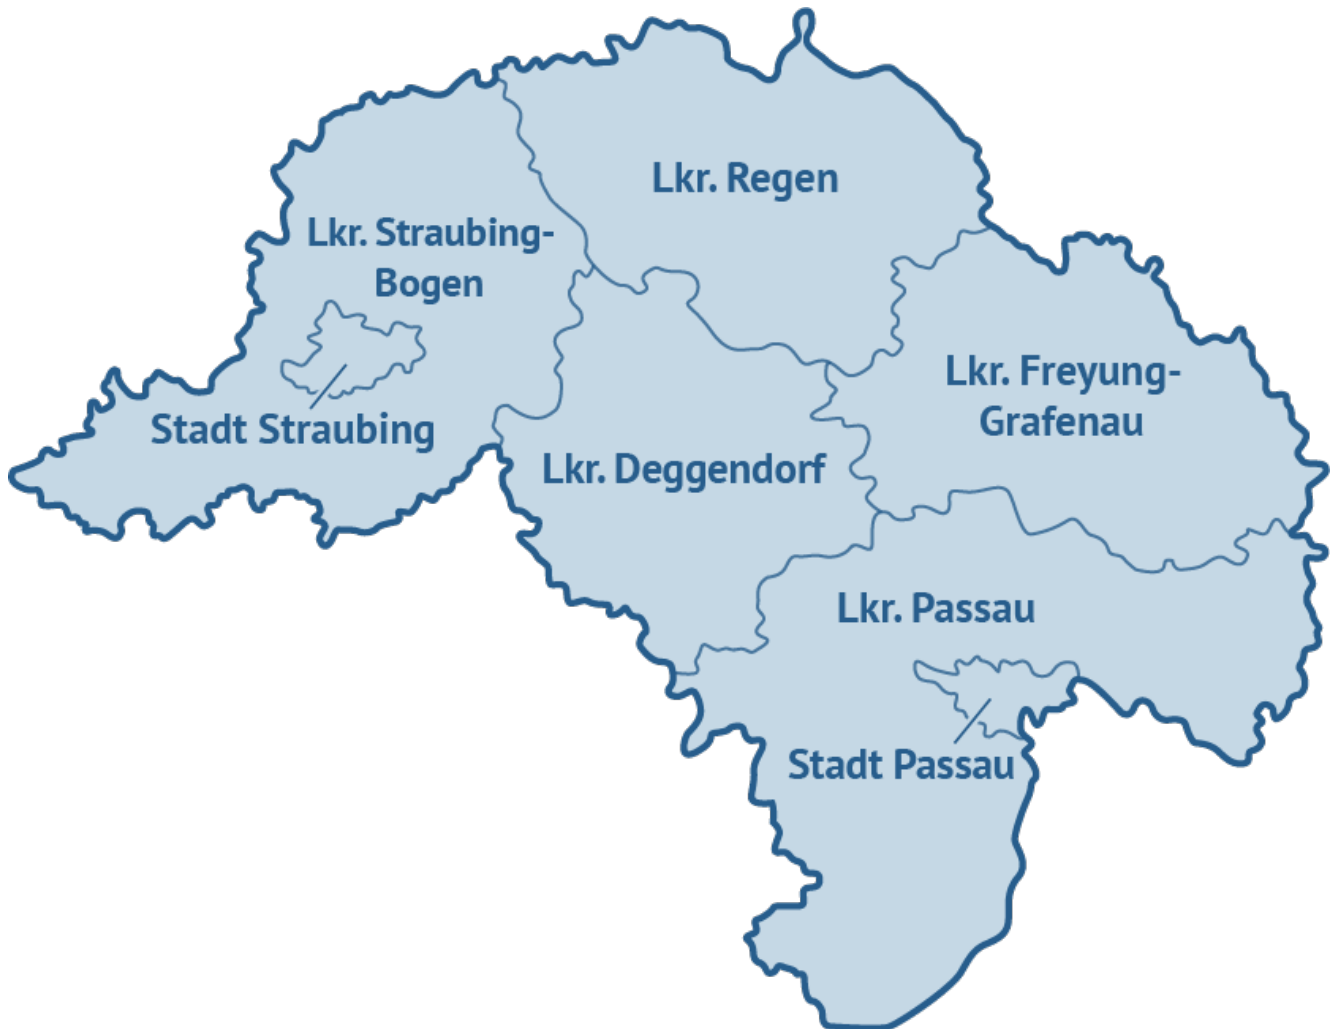 Lkr. Regen
Lkr. Straubing-
Bogen
Lkr. Freyung-
Grafenau
Stadt Straubing
Lkr. Deggendorf
Lkr. Passau
Stadt Passau